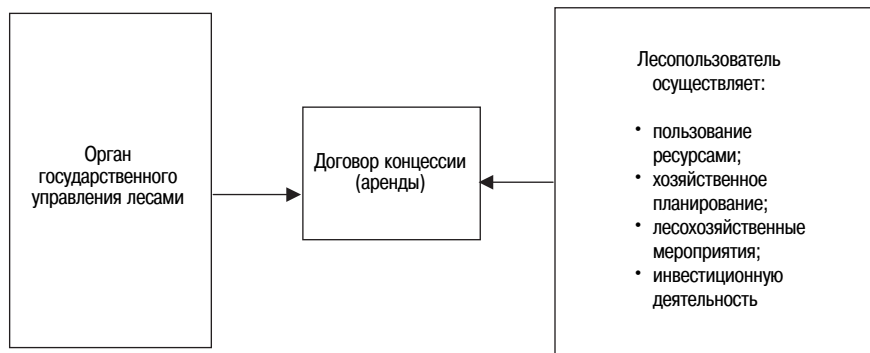 Орган
государственного
управления лесами
Договор концессии
(аренды)
Лесопользователь
осуществляет:
• пользование
ресурсами;
• хозяйственное
планирование;
• лесохозяйственные
мероприятия;
• инвестиционную
деятельность